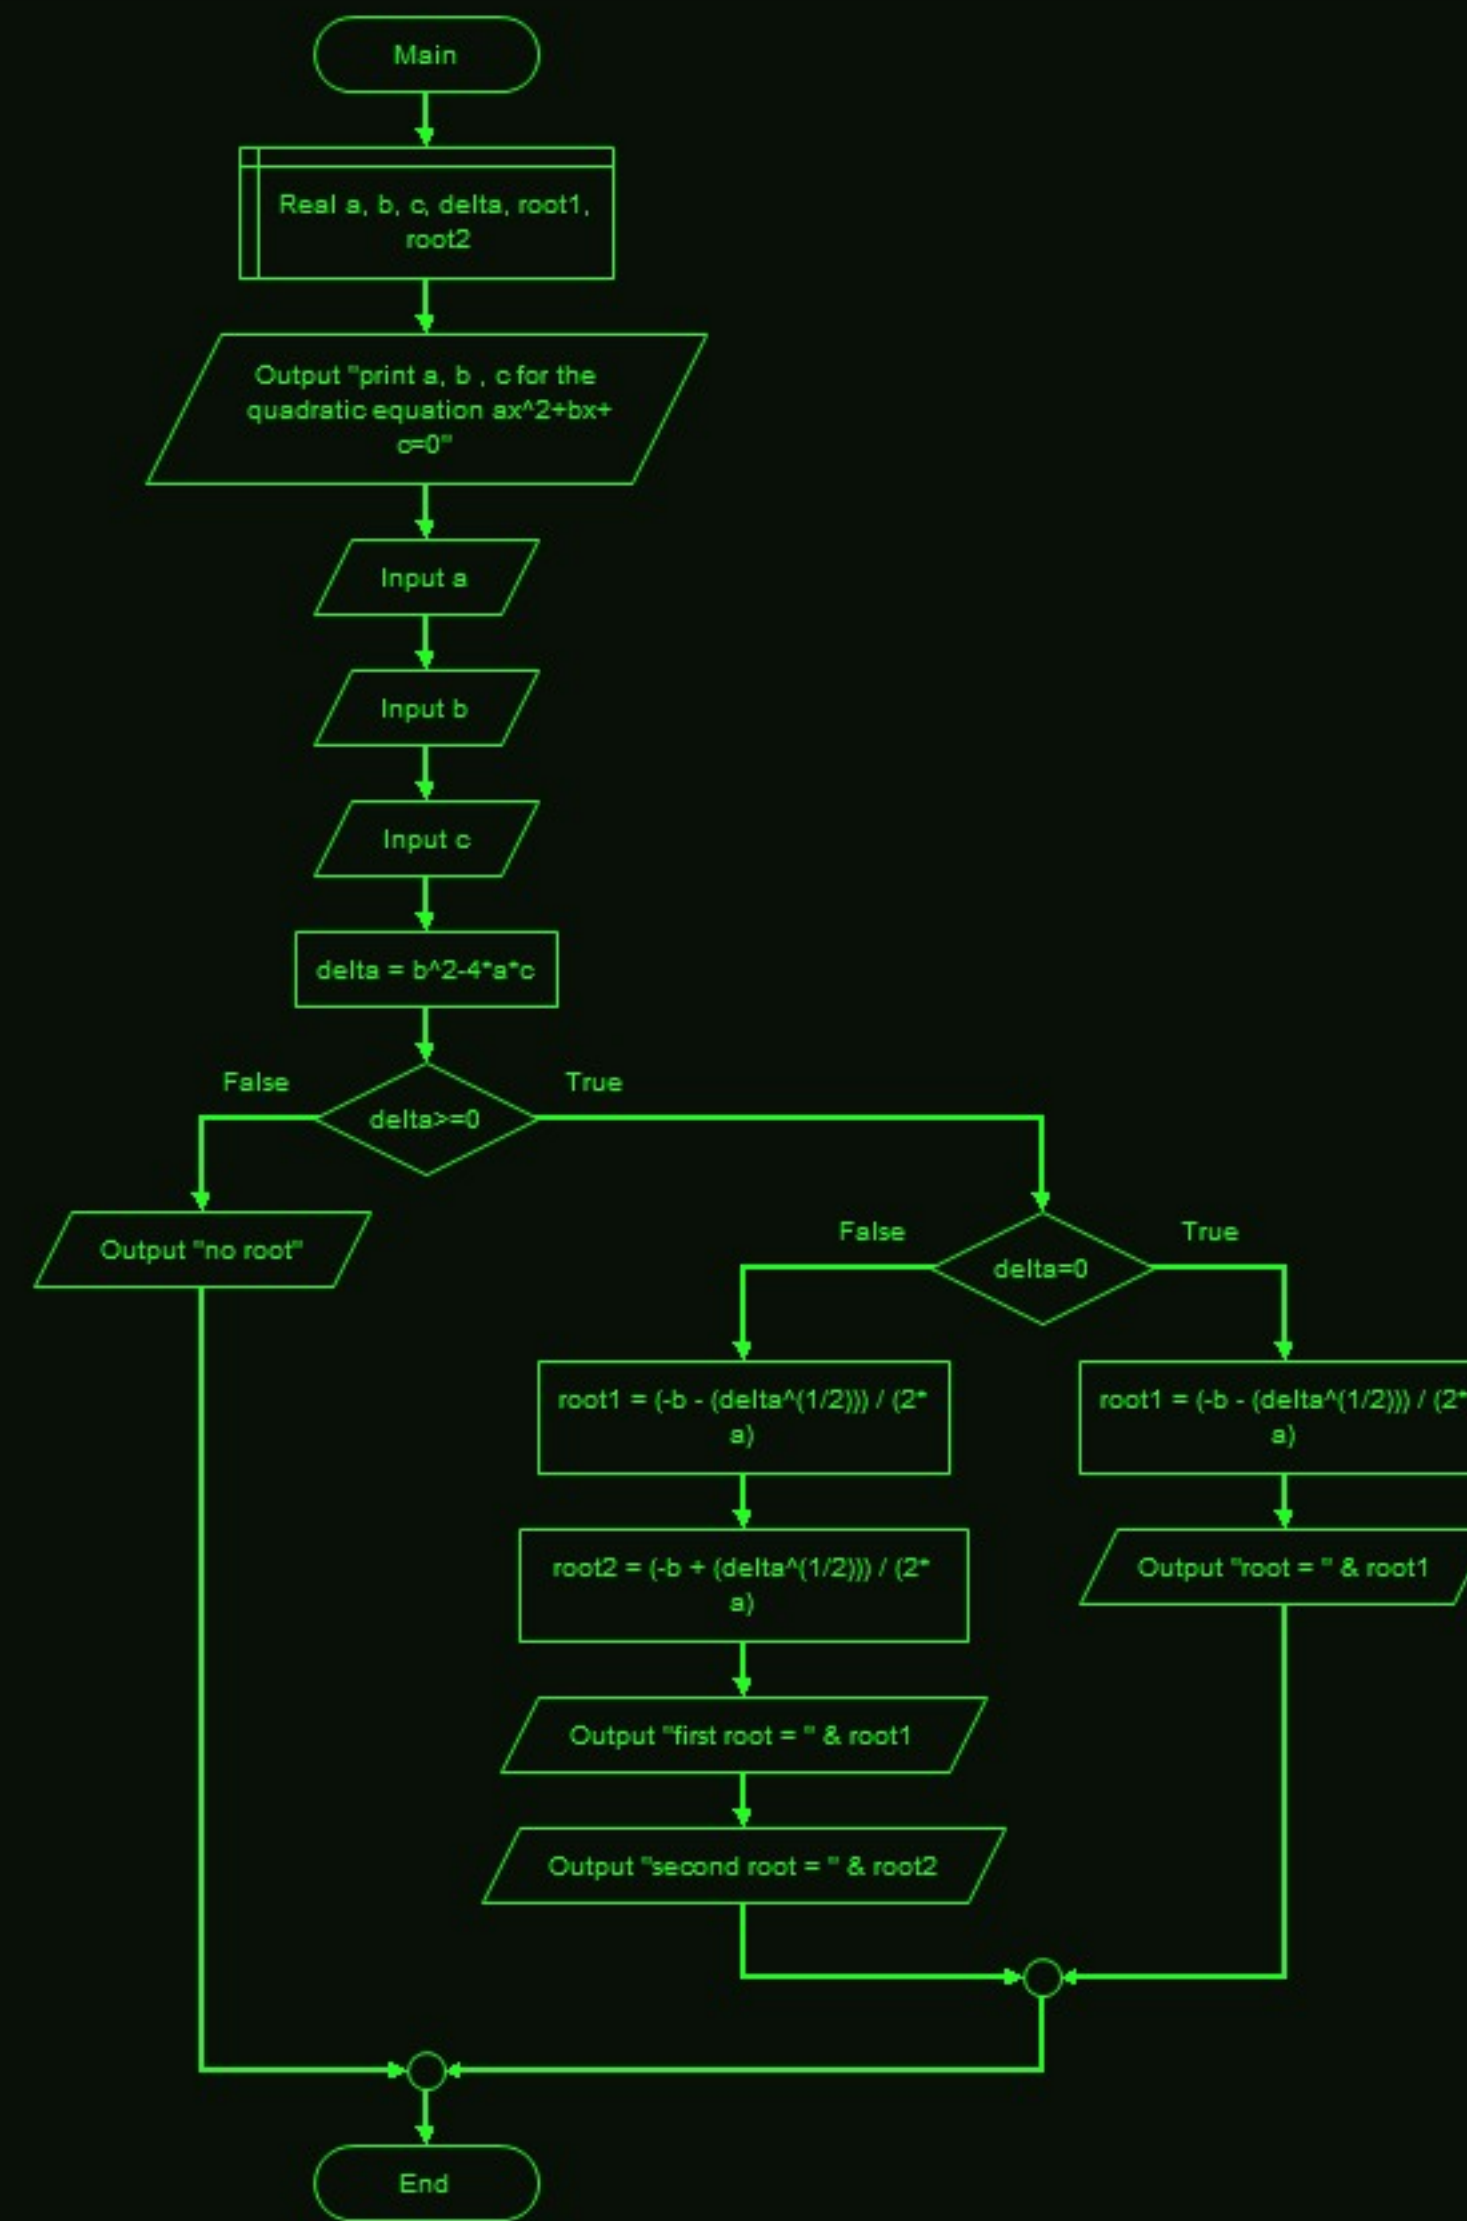 Main
Real a, b, c, delta, root1,
root2
Output "print a, b , c for the
quadratic equation ax^2+bx+
c=0"
Input a
Input b
Input c
delta = b^2-4*a*c
False
True
delta>=0
Output "no root"
False
True
delta=0
root1 = (-b - (delta^(1/2))) / (2*
a)
root1 = (-b - (delta^(1/2))) / (2*
a)
root2 = (-b + (delta^(1/2))) / (2*
a)
Output "root = " & root1
Output "first root = " & root1
Output "second root = " & root2
End